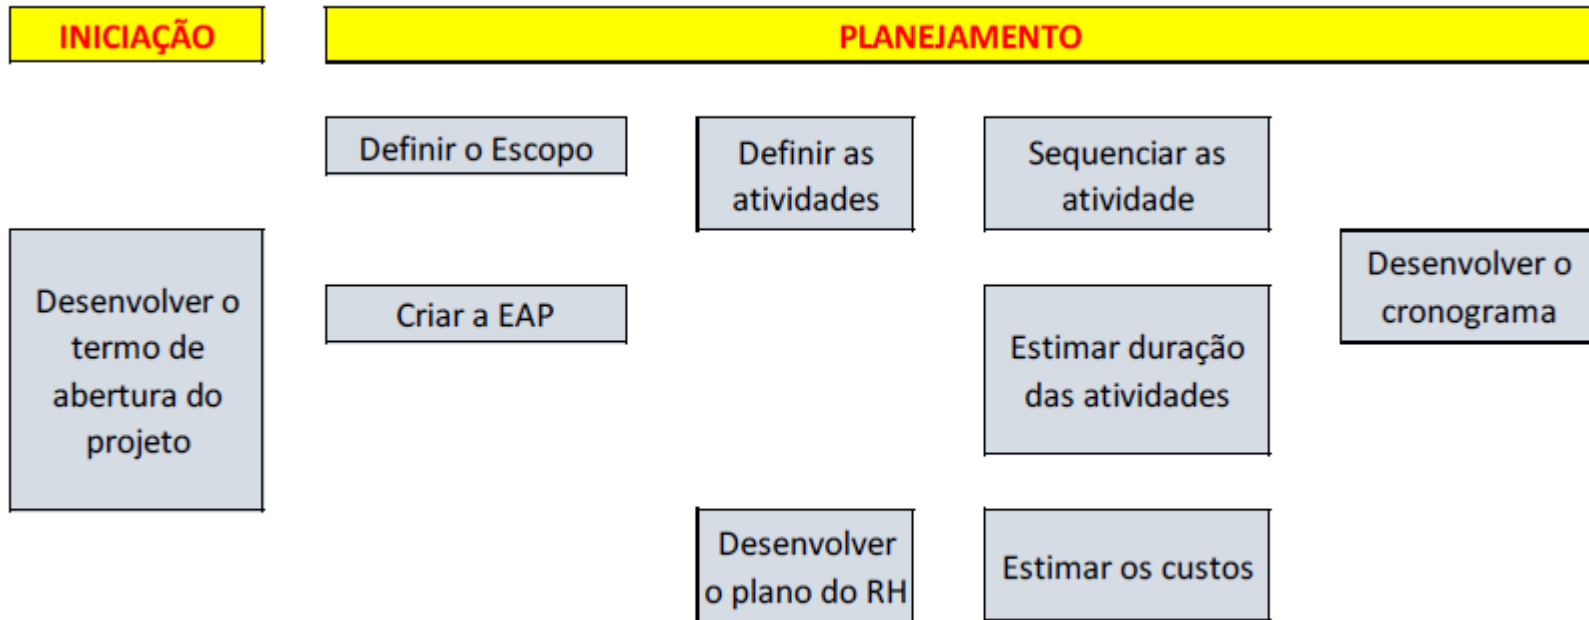 INICIAÇÃO
PLANEJAMENTO
Definir o Escopo
Definir as
atividades
Sequenciar as
atividade
Desenvolver o
termo de
abertura do
projeto
Criar a EAP
Estimar duração
das atividades
Desenvolver o
cronograma
Desenvolver
o plano do RH
Estimar os custos